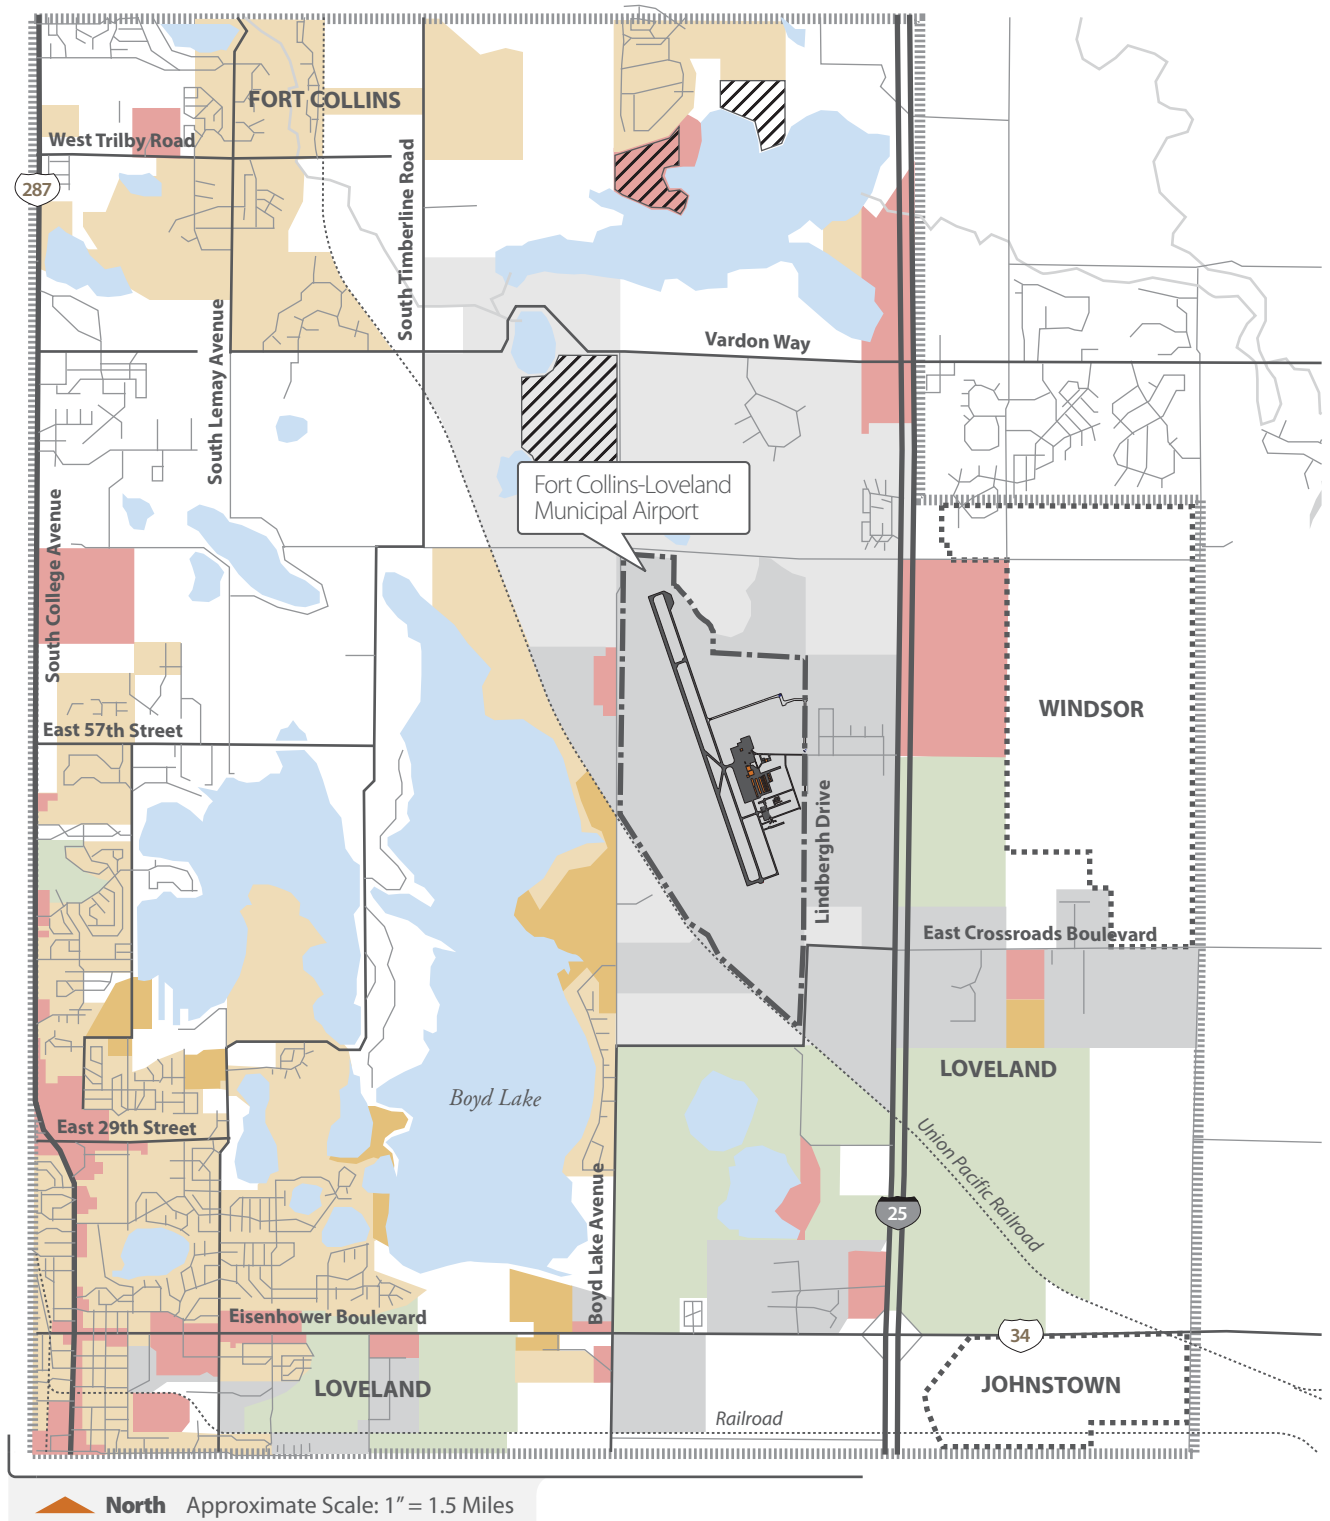 FORT COLLINS
West Trilby Road
287
South Timberline Road
Vardon Way
South Lemay Avenue
Fort Collins-Loveland
Municipal Airport
South College Avenue
East 57th Street
WINDSOR
Lindbergh Drive
East Crossroads Boulevard
LOVELAND
Boyd Lake
East 29th Street
Union Pacific Railroad
Boyd Lake Avenue
25
Eisenhower Boulevard
34
LOVELAND
JOHNSTOWN
Railroad
North Approximate Scale: 1” = 1.5 Miles